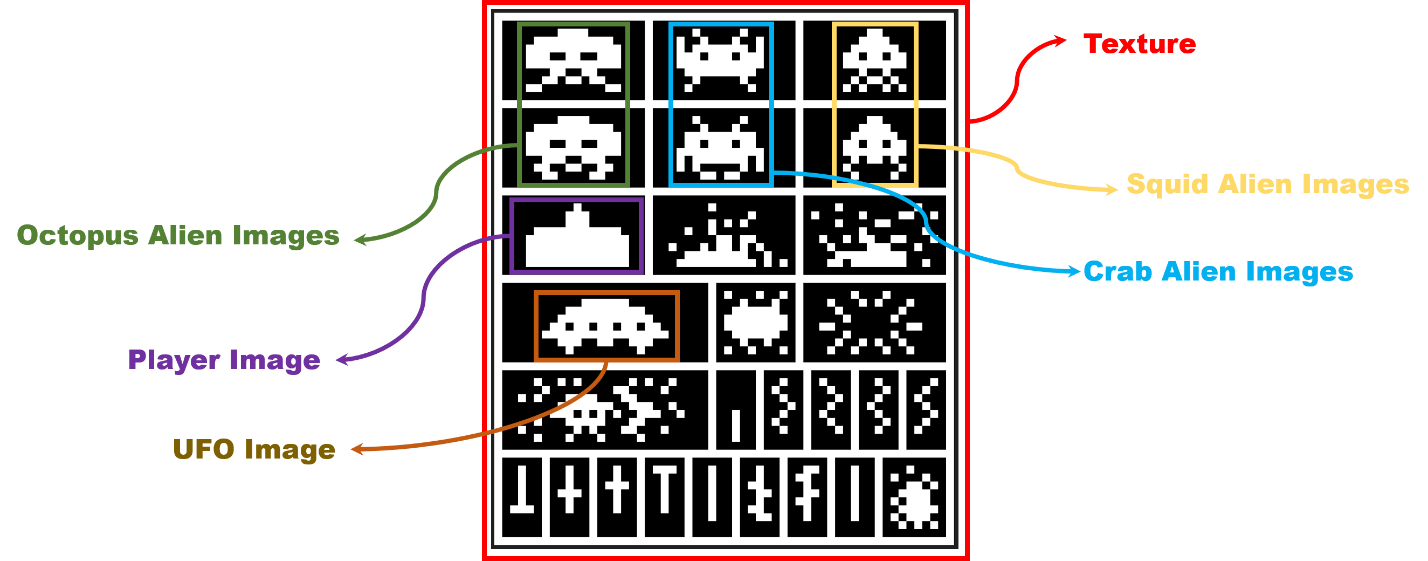 Texture
Squid Alien Images
Octopus Alien Images
Crab Alien Images
Player Image
UFO Image